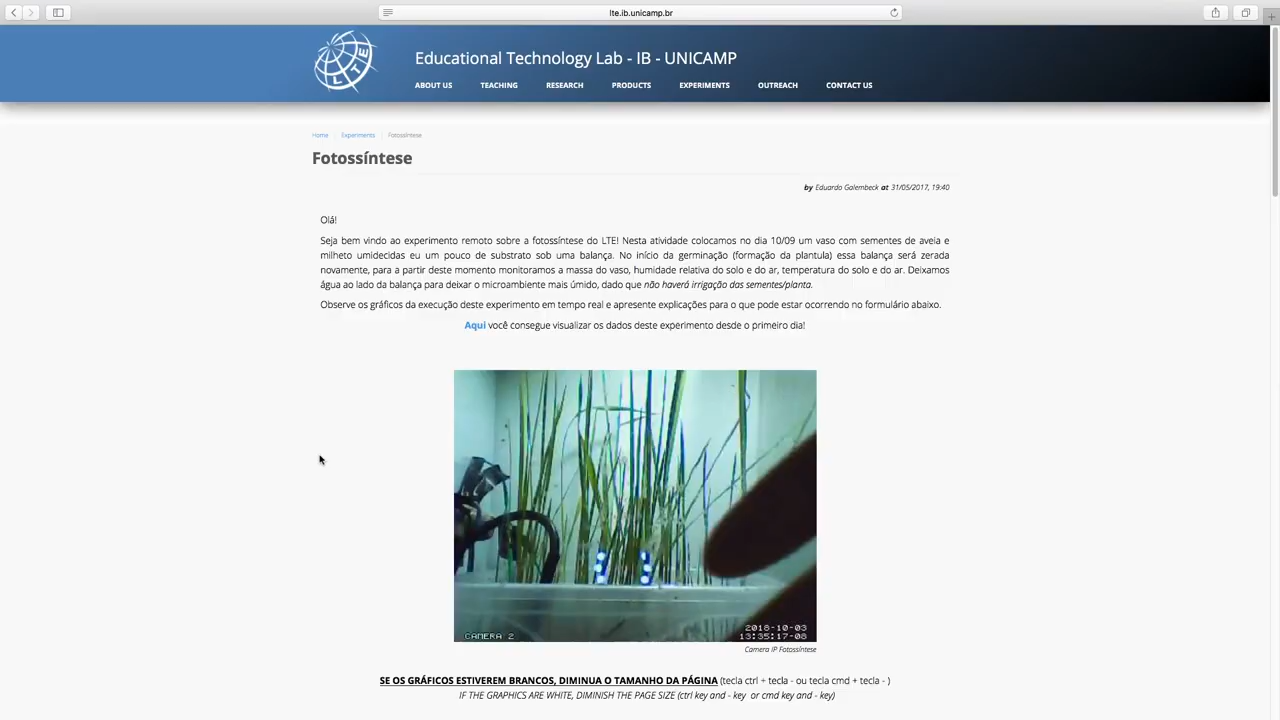 lte.ib.unicamp.br
LTE
Educational Technology Lab - IB - UNICAMP
ABOUT US TEACHING RESEARCH PRODUCTS EXPERIMENTS OUTREACH CONTACT US
Home | Experiments | Fotossíntese
Fotossíntese
by Eduardo Galembeck at 31/05/2017, 19:40
Olá!
Seja bem vindo ao experimento remoto sobre a fotossíntese do LTE! Nesta atividade colocamos no dia 10/09 um vaso com sementes de aveia e
milheto umidecidas eu um pouco de substrato sob uma balança. No início da germinação (formação da plantula) essa balança será zerada
novamente, para a partir deste momento monitoramos a massa do vaso, humidade relativa do solo e do ar, temperatura do solo e do ar. Deixamos
água ao lado da balança para deixar o microambiente mais úmido, dado que não haverá irrigação das sementes/planta.
Observe os gráficos da execução deste experimento em tempo real e apresente explicações para o que pode estar ocorrendo no formulário abaixo.
Aqui você consegue visualizar os dados deste experimento desde o primeiro dia!
CAMERA 2
2018-10-03
13:35:17-08
Camera IP Fotossíntese
SE OS GRÁFICOS ESTIVEREM BRANCOS, DIMINUA O TAMANHO DA PÁGINA (tecla ctrl + tecla - ou tecla cmd + tecla - )
IF THE GRAPHICS ARE WHITE, DIMINISH THE PAGE SIZE (ctrl key and - key or cmd key and - key)